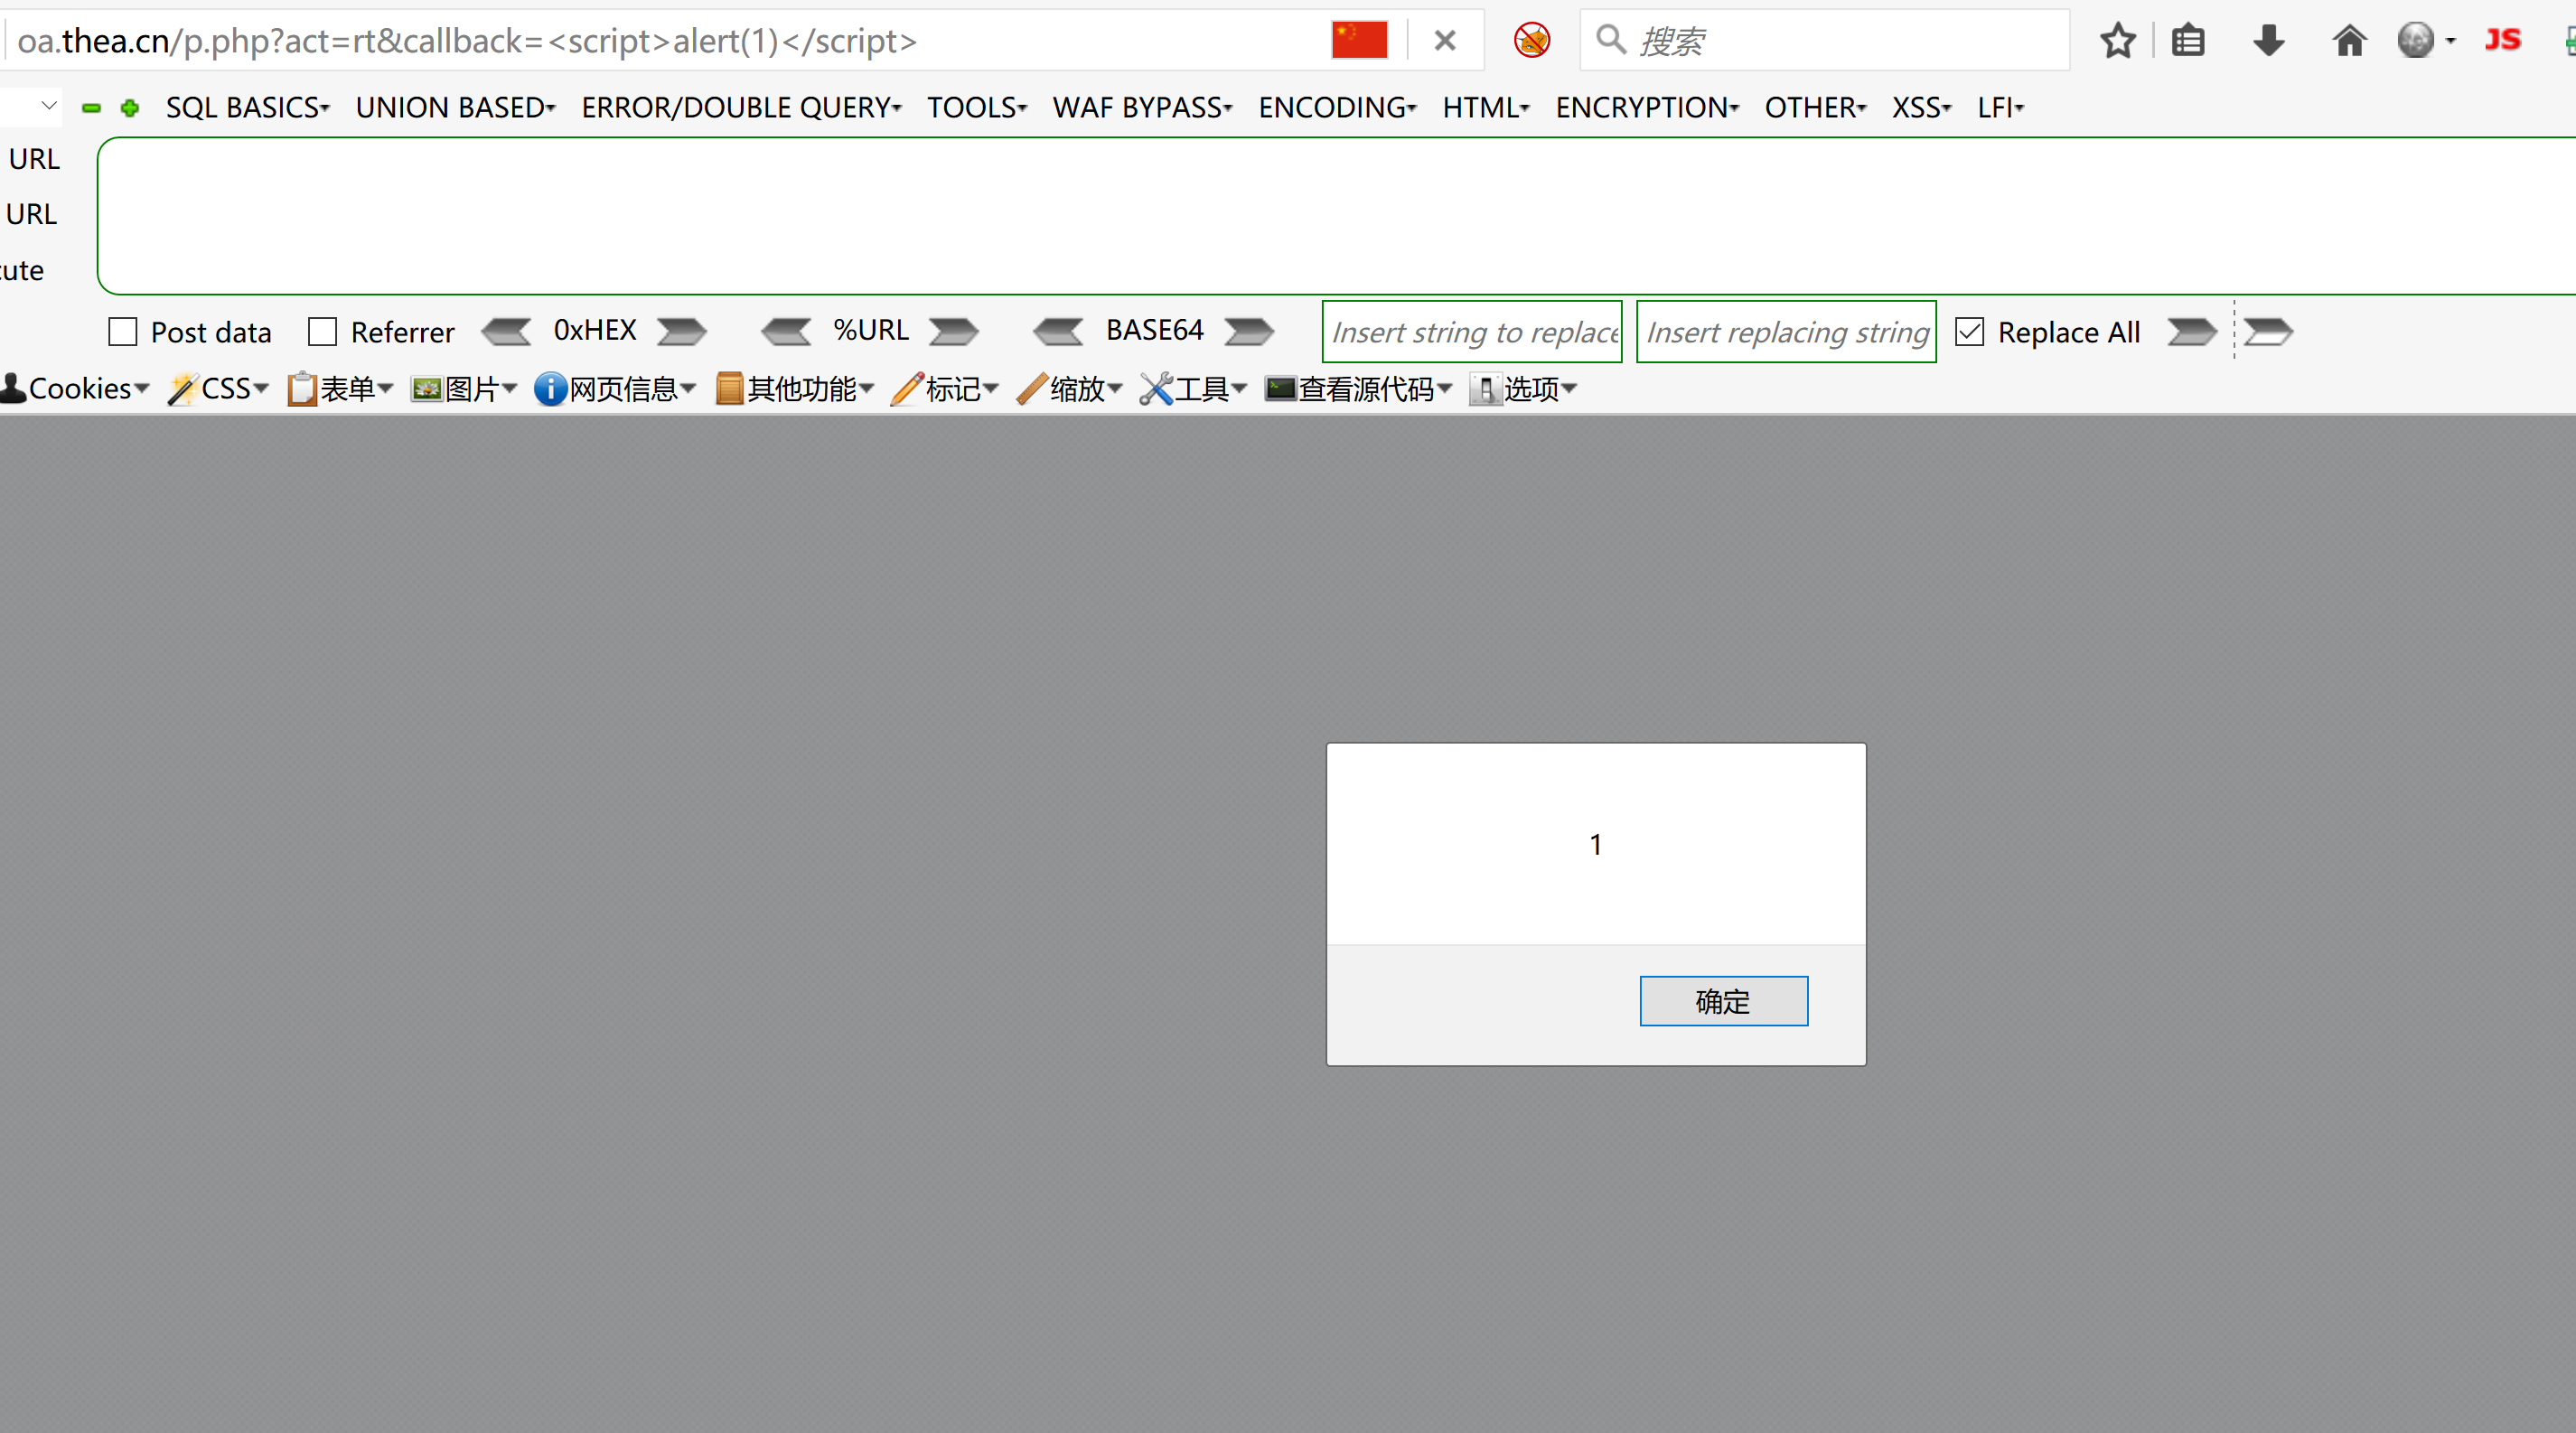 oa.thea.cn/p.php?act=rt&callback=<script>alert(1)</script> 搜索 JS
SQL BASICS UNION BASED ERROR/DOUBLE QUERY TOOLS WAF BYPASS ENCODING HTML ENCRYPTION OTHER XSS LFI
URL
URL
cute
Post data Referrer 0xHEX %URL BASE64 Insert string to replace Insert replacing string Replace All
Cookies CSS 表单 图片 网页信息 其他功能 标记 缩放 工具 查看源代码 选项
1
确定